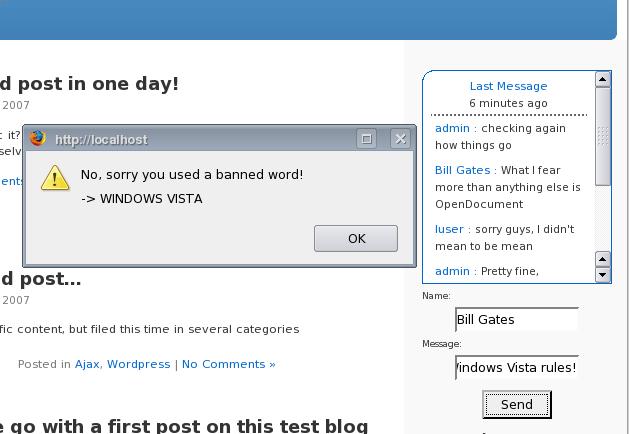 d post in one day!
2007
it?
ents
http://localhost
No, sorry you used a banned word!
-> WINDOWS VISTA
OK
d post...
2007
fic content, but filed this time in several categories
Posted in Ajax, Wordpress | No Comments »
e go with a first post on this test blog
Last Message
6 minutes ago
admin : checking again
how things go
Bill Gates : What I fear
more than anything else is
OpenDocument
luser : sorry guys, I didn't
mean to be mean
admin : Pretty fine,
Name:
Bill Gates
Message:
indows Vista rules!
Send